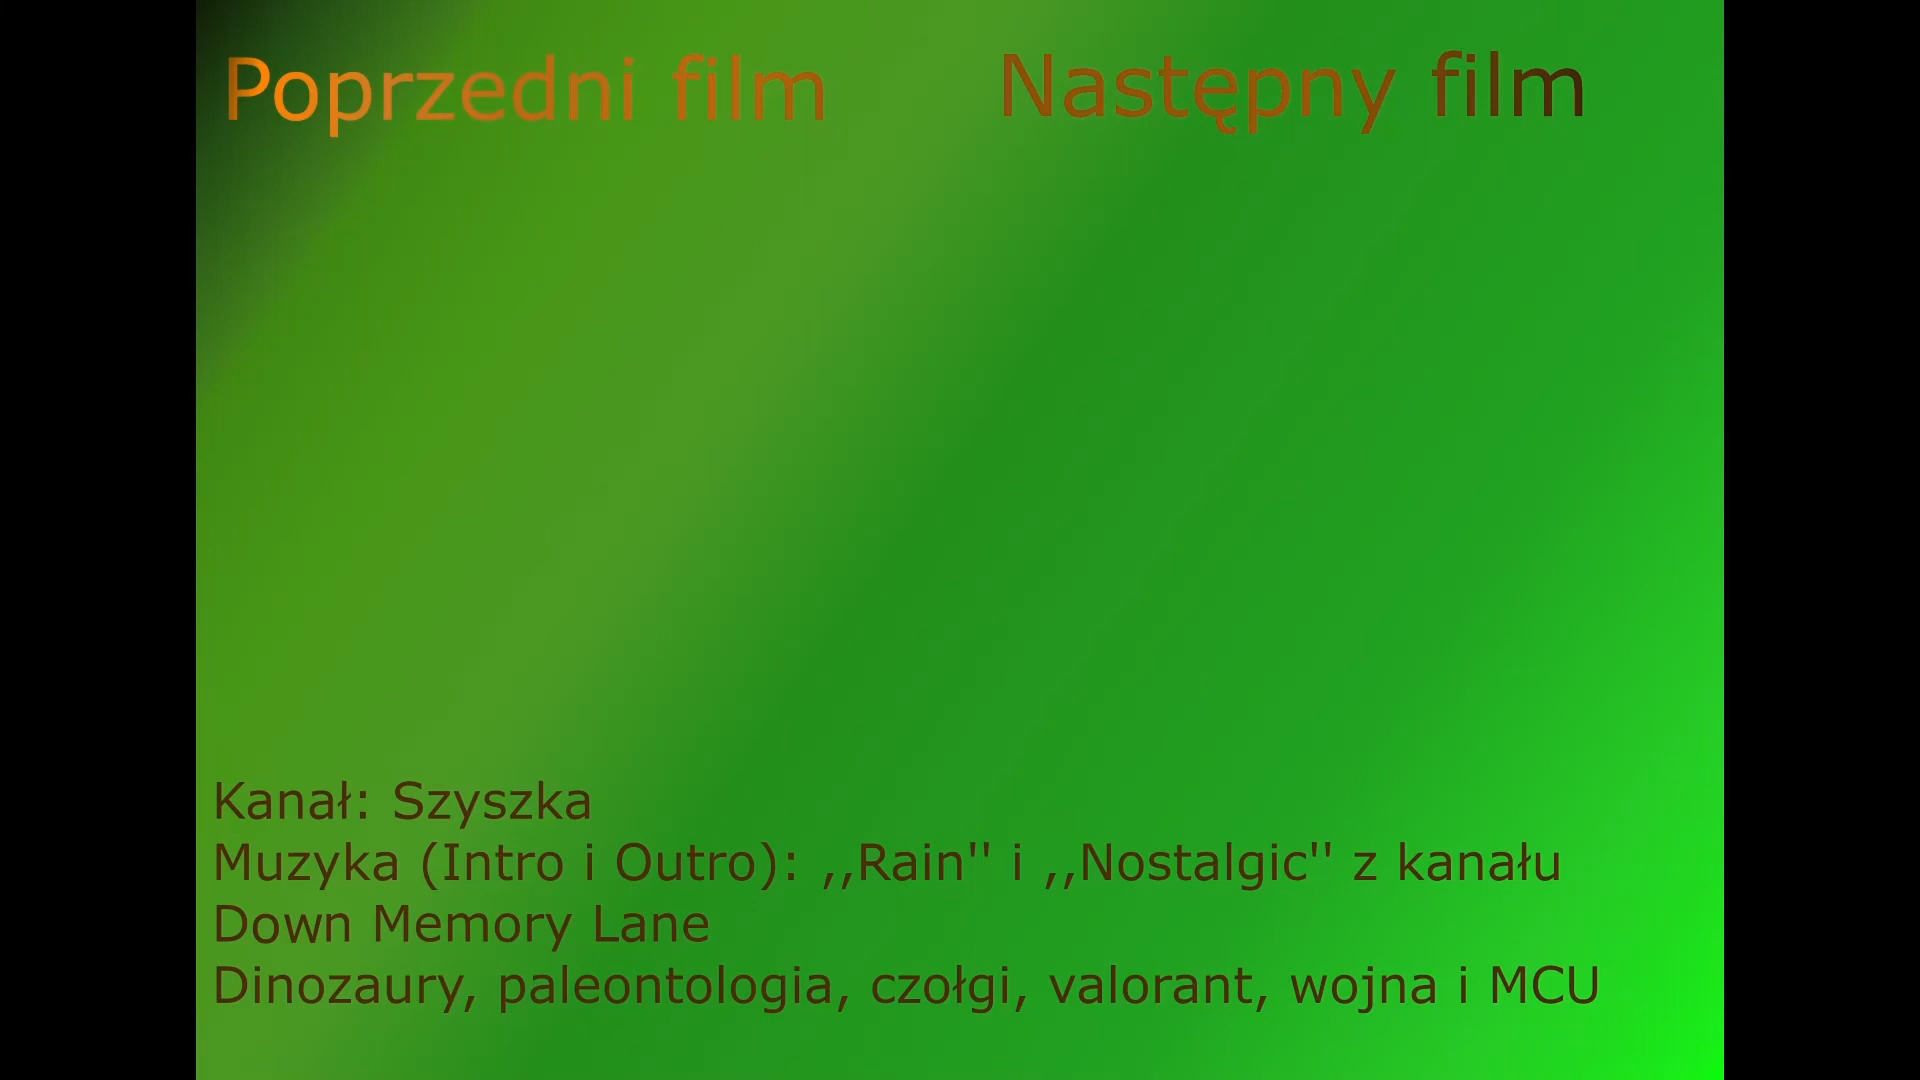 Poprzedni film
Następny film
Kanał: Szyszka
Muzyka (Intro i Outro): ,,Rain'' i ,,Nostalgic'' z kanału
Down Memory Lane
Dinozaury, paleontologia, czołgi, valorant, wojna i MCU